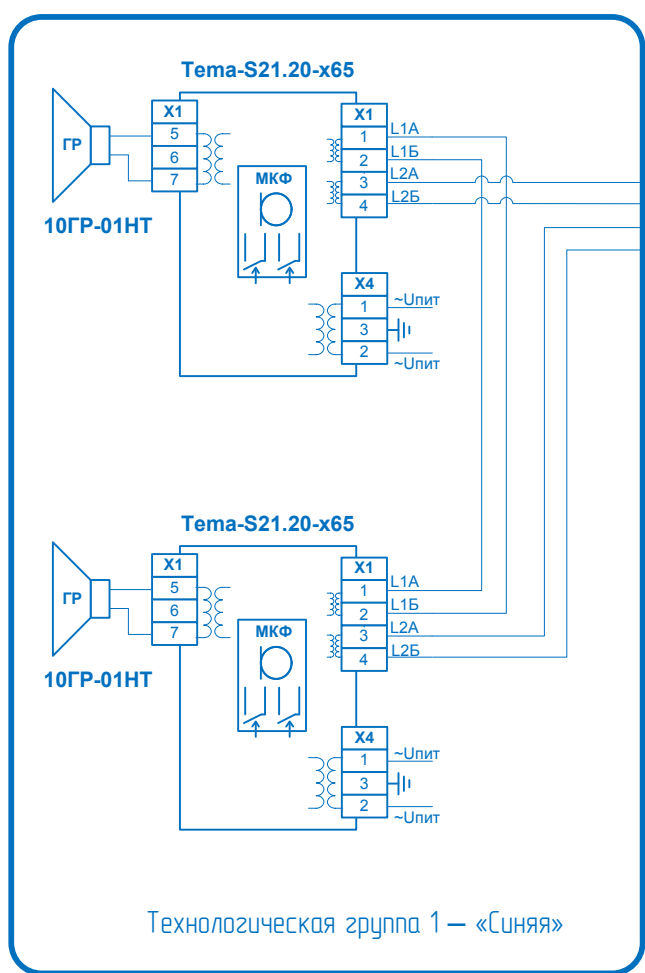 Tema-S21.20-x65
X1
5
6
7
ГР
10ГР-01НТ
МКФ
X1
1
2
3
4
L1А
L1Б
L2А
L2Б
X4
1
3
2
~Uпит
~Uпит
Tema-S21.20-x65
X1
5
6
7
ГР
10ГР-01НТ
МКФ
X1
1
2
3
4
L1А
L1Б
L2А
L2Б
X4
1
3
2
~Uпит
~Uпит
Технологическая группа 1 — «Синяя»